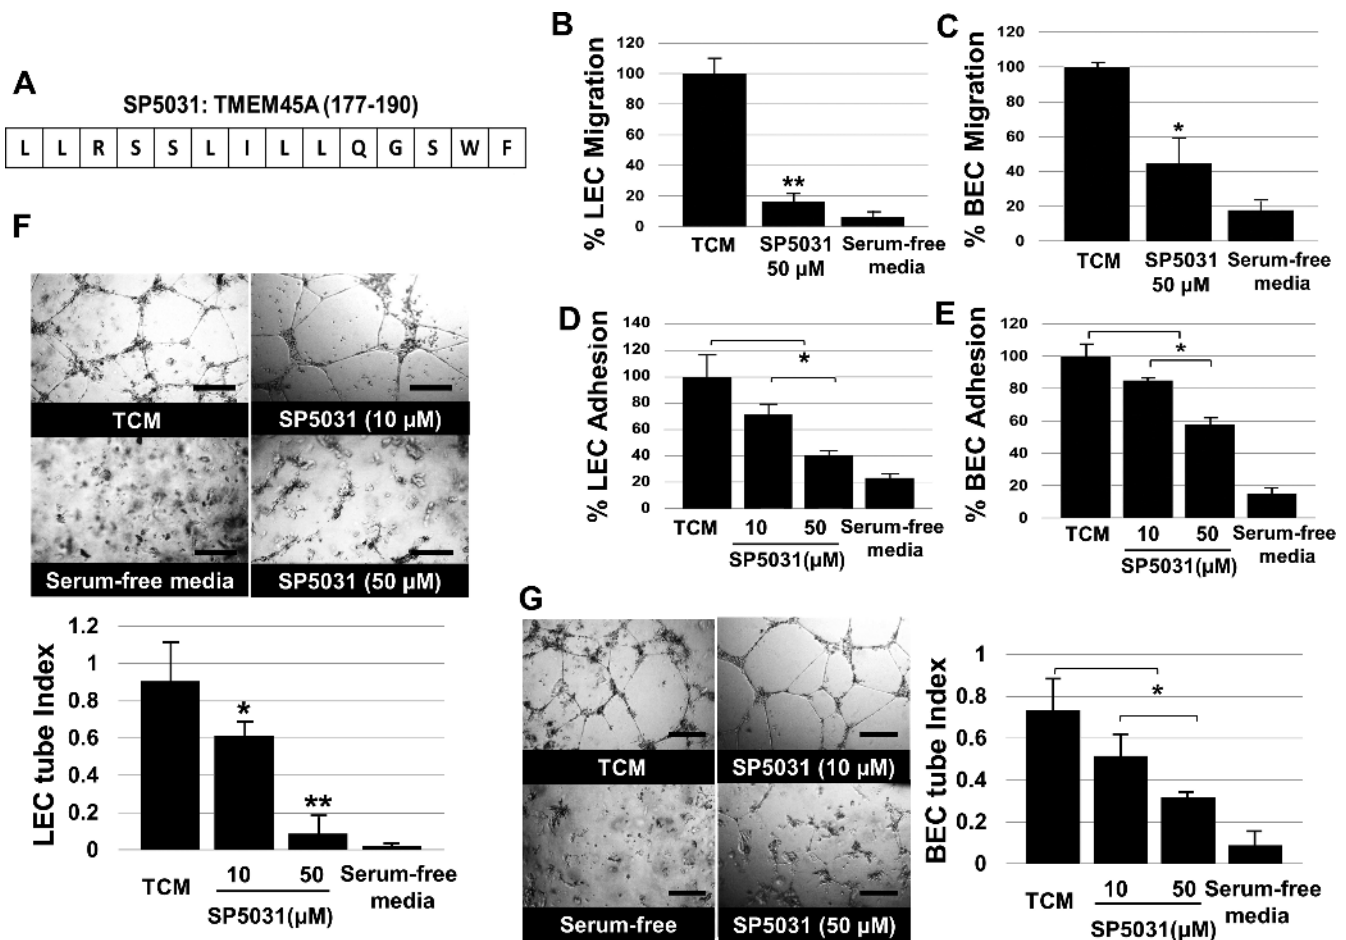 A
SP5031: TMEM45A (177-190)
L L R S S L I L L Q G S W F
B
% LEC Migration
120
100
80
60
40
20
0
**
TCM
SP5031
50 µM
Serum-free
media
C
% BEC Migration
120
100
80
60
40
20
0
*
TCM
SP5031
50 µM
Serum-free
media
D
% LEC Adhesion
140
120
100
80
60
40
20
0
*
TCM
10
50
Serum-free
media
SP5031(µM)
E
% BEC Adhesion
120
100
80
60
40
20
0
*
TCM
10
50
Serum-free
media
SP5031(µM)
F
TCM
SP5031 (10 µM)
Serum-free media
SP5031 (50 µM)
LEC tube Index
1.2
1
0.8
0.6
0.4
0.2
0
*
**
TCM
10
50
Serum-free
media
SP5031(µM)
G
TCM
SP5031 (10 µM)
Serum-free
SP5031 (50 µM)
BEC tube Index
1
0.8
0.6
0.4
0.2
0
*
TCM
10
50
Serum-free
media
SP5031(µM)